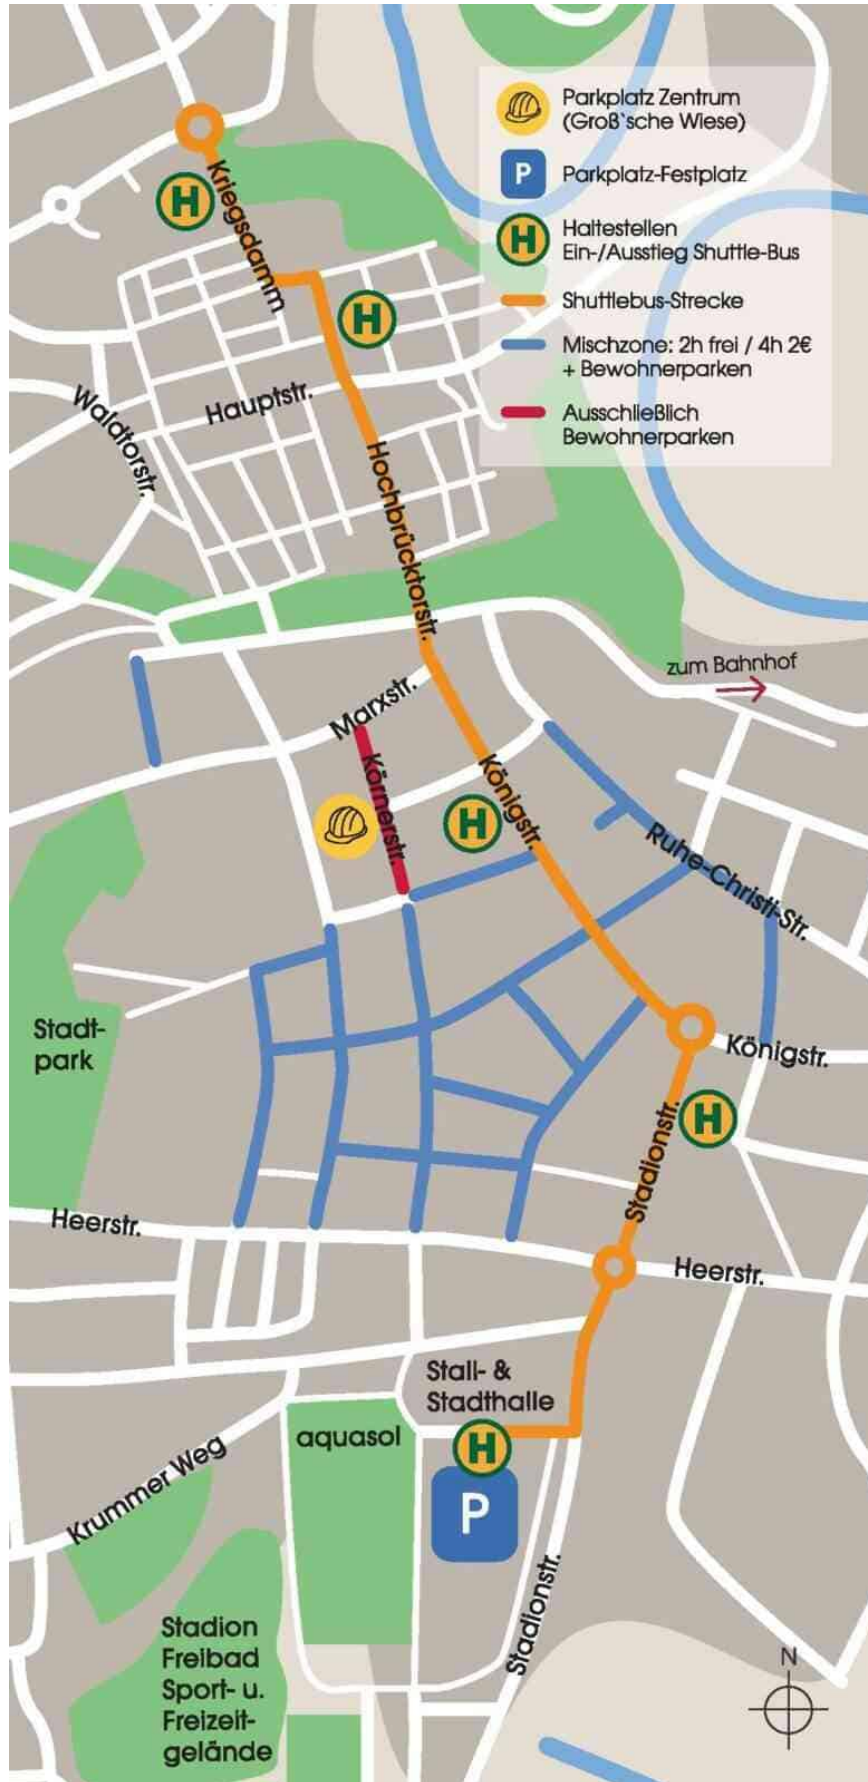 Parkplatz Zentrum
(Groß`sche Wiese)
P
Parkplatz-Festplatz
H
Haltestellen
Ein-/Ausstieg Shuttle-Bus
Shuttlebus-Strecke
Mischzone: 2h frei / 4h 2€
+ Bewohnerparken
Ausschließlich
Bewohnerparken
H
Kriegsdamm
H
Hauptstr.
Waldtorstr.
Hochbrücktorstr.
zum Bahnhof
Marxstr.
Körnerstr.
H
Königstr.
Ruhe-Christi-Str.
Stadt-
park
Königstr.
H
Stadionstr.
Heerstr.
Heerstr.
Stall- &
Stadthalle
aquasol
H
P
Krummer Weg
Stadionstr.
Stadion
Freibad
Sport- u.
Freizeit-
gelände
N